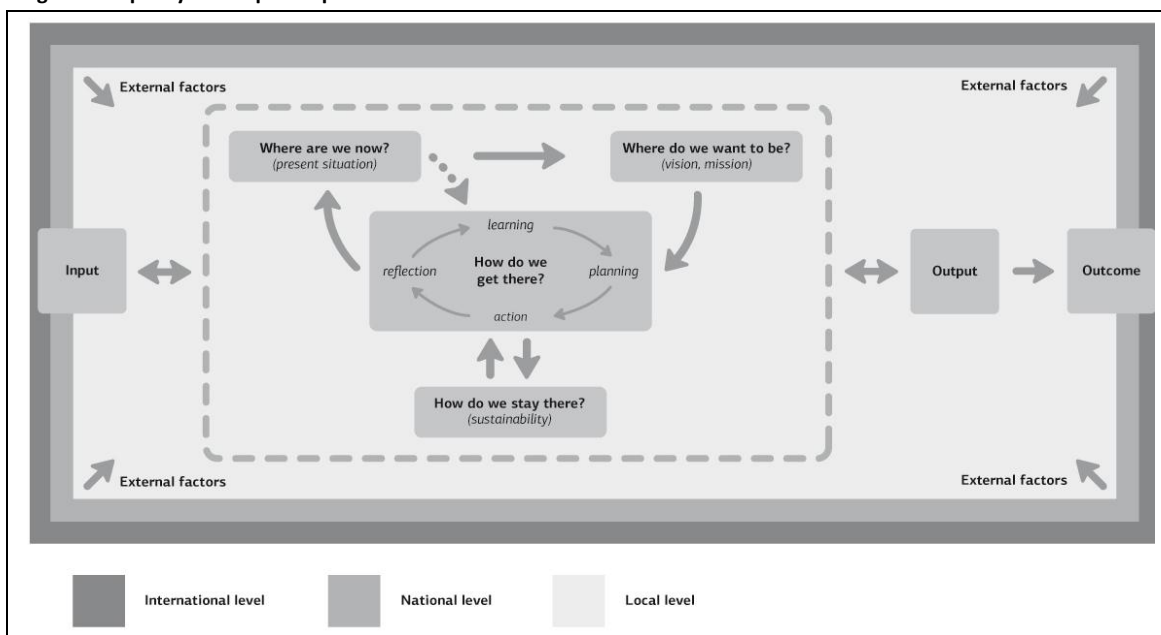 External factors
External factors
Where are we now?
(present situation)
Where do we want to be?
(vision, mission)
learning
Input
reflection
How do we
get there?
planning
Output
Outcome
action
How do we stay there?
(sustainability)
External factors
External factors
International level
National level
Local level